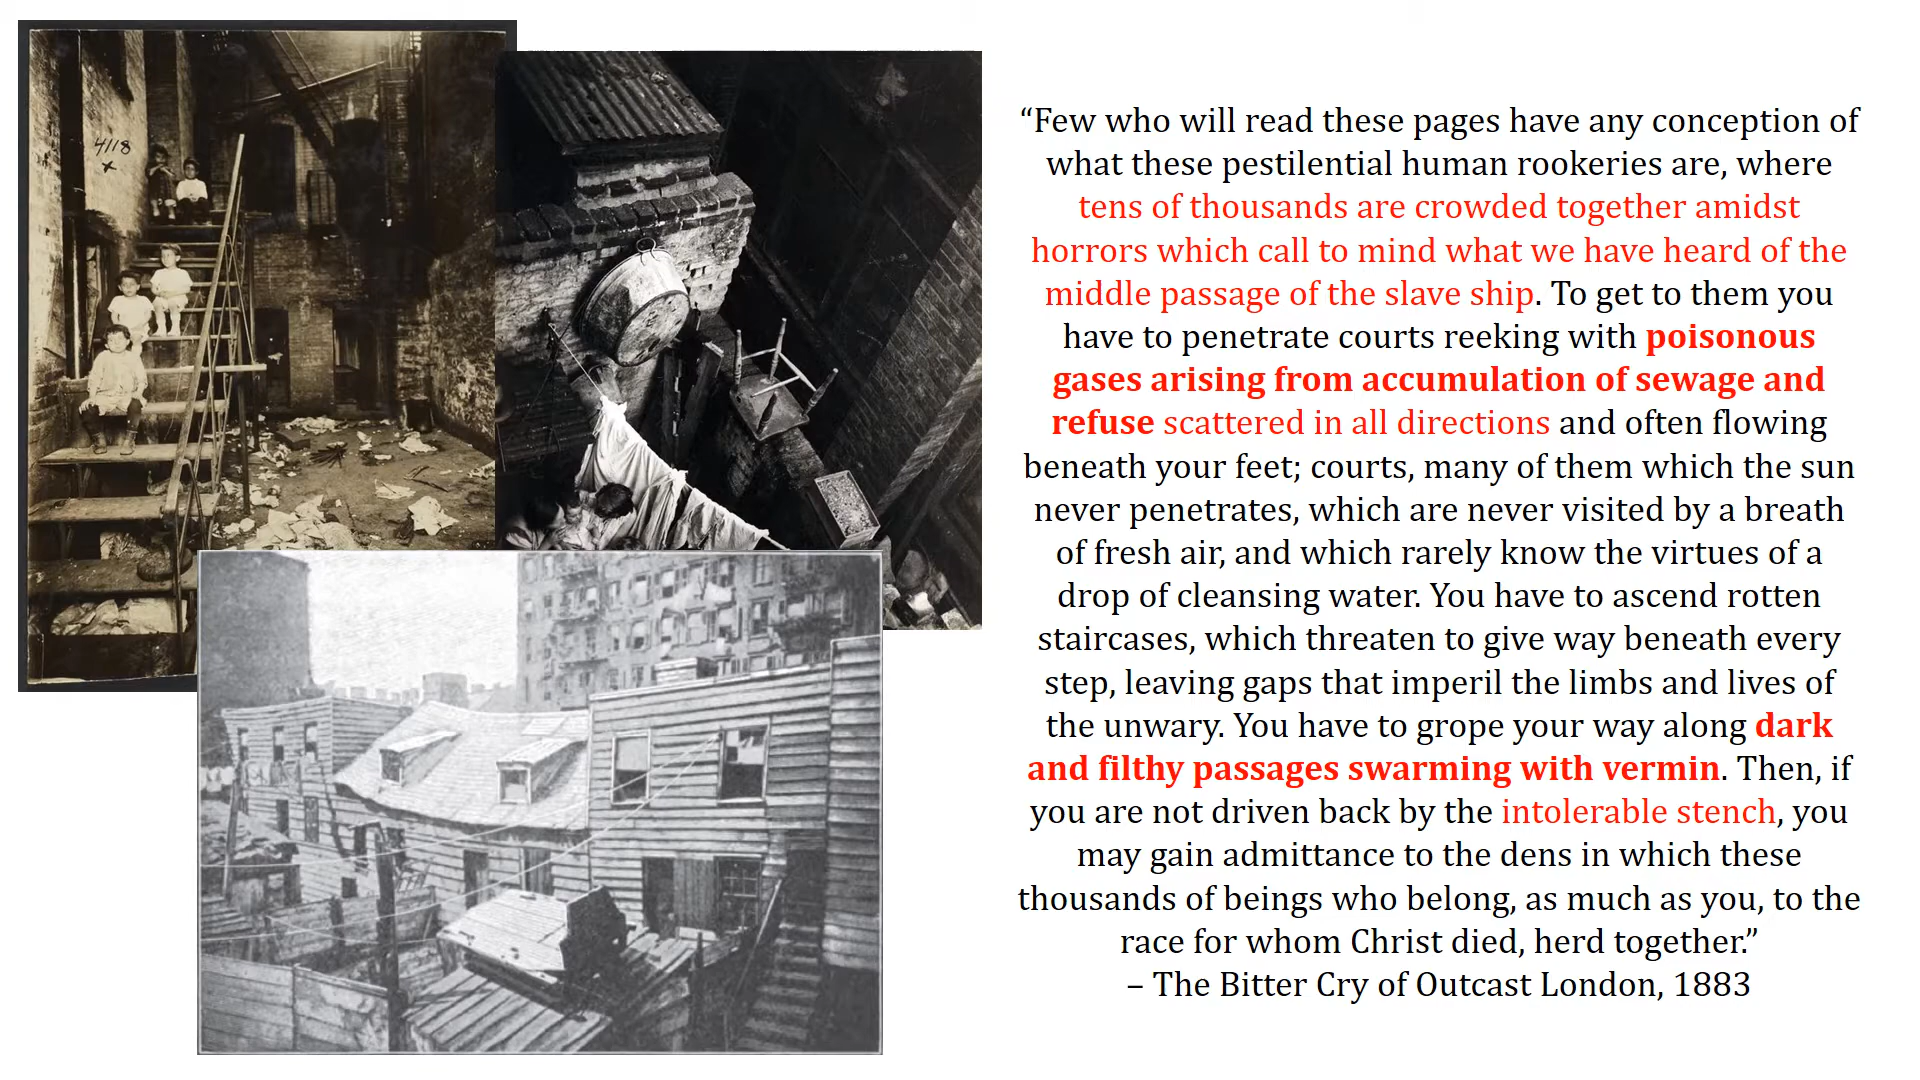 4118
x
“Few who will read these pages have any conception of
what these pestilential human rookeries are, where
tens of thousands are crowded together amidst
horrors which call to mind what we have heard of the
middle passage of the slave ship. To get to them you
have to penetrate courts reeking with poisonous
gases arising from accumulation of sewage and
refuse scattered in all directions and often flowing
beneath your feet; courts, many of them which the sun
never penetrates, which are never visited by a breath
of fresh air, and which rarely know the virtues of a
drop of cleansing water. You have to ascend rotten
staircases, which threaten to give way beneath every
step, leaving gaps that imperil the limbs and lives of
the unwary. You have to grope your way along dark
and filthy passages swarming with vermin. Then, if
you are not driven back by the intolerable stench, you
may gain admittance to the dens in which these
thousands of beings who belong, as much as you, to the
race for whom Christ died, herd together.”
– The Bitter Cry of Outcast London, 1883